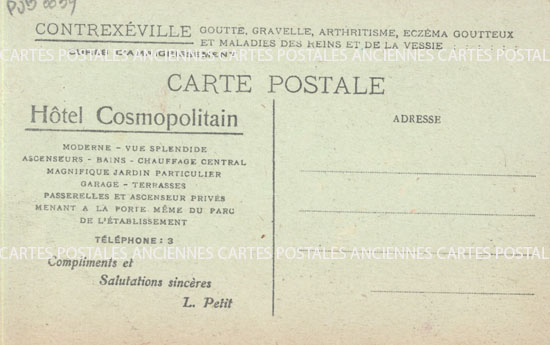 CONTREXÉVILLE GOUTTE, GRAVELLE, ARTHRITISME, ECZÉMA GOUTTEUX
ET MALADIES DES REINS ET DE LA VESSIE
CARTES POSTALES ANCIENNES CARTES POSTALES ANCIENNES CARTES POSTALES
CARTE POSTALE
Hôtel Cosmopolitain
ADRESSE
MODERNE - VUE SPLENDIDE
ASCENSEURS - BAINS - CHAUFFAGE CENTRAL
MAGNIFIQUE JARDIN PARTICULIER
GARAGE - TERRASSES
PASSERELLES ET ASCENSEUR PRIVÉS
MENANT A LA PORTE MÊME DU PARC
DE L'ÉTABLISSEMENT
TÉLÉPHONE : 3
CARTES POSTALES ANCIENNES CARTES POSTALES ANCIENNES CARTES POSTALES
Compliments et
Salutations sincères
L. Petit